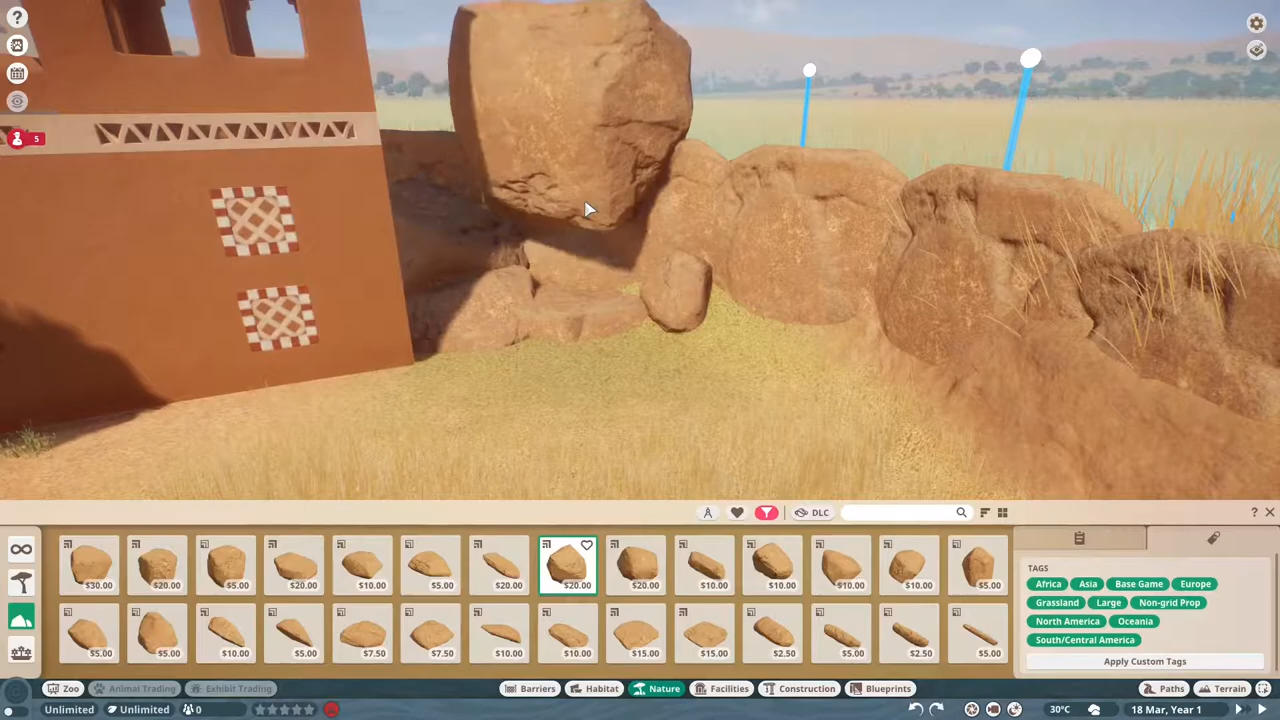 ?
5
DLC
? ×
$30.00 $20.00 $5.00 $20.00 $10.00 $5.00 $20.00 $20.00 $20.00 $10.00 $10.00 $10.00 $10.00 $5.00
$5.00 $5.00 $10.00 $5.00 $7.50 $7.50 $10.00 $10.00 $15.00 $15.00 $2.50 $5.00 $2.50 $5.00
TAGS
Africa Asia Base Game Europe
Grassland Large Non-grid Prop
North America Oceania
South/Central America
Apply Custom Tags
Zoo Animal Trading Exhibit Trading Barriers Habitat Nature Facilities Construction Blueprints Paths Terrain
Unlimited Unlimited 0 30°C 18 Mar, Year 1